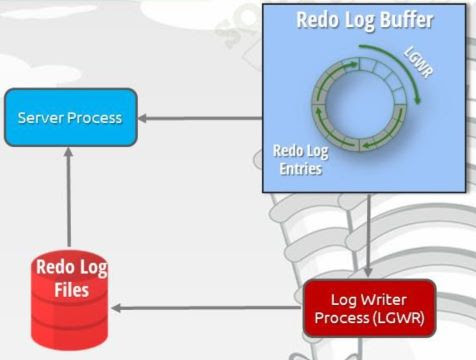 Redo Log Buffer
LGWR
Server Process
Redo Log
Entries
Redo Log
Files
Log Writer
Process (LGWR)